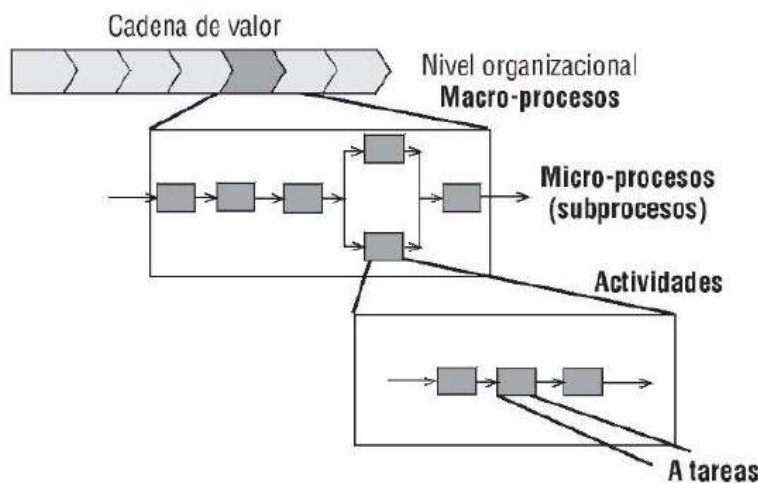 Cadena de valor
Nivel organizacional
Macro-procesos
Micro-procesos
(subprocesos)
Actividades
A tareas